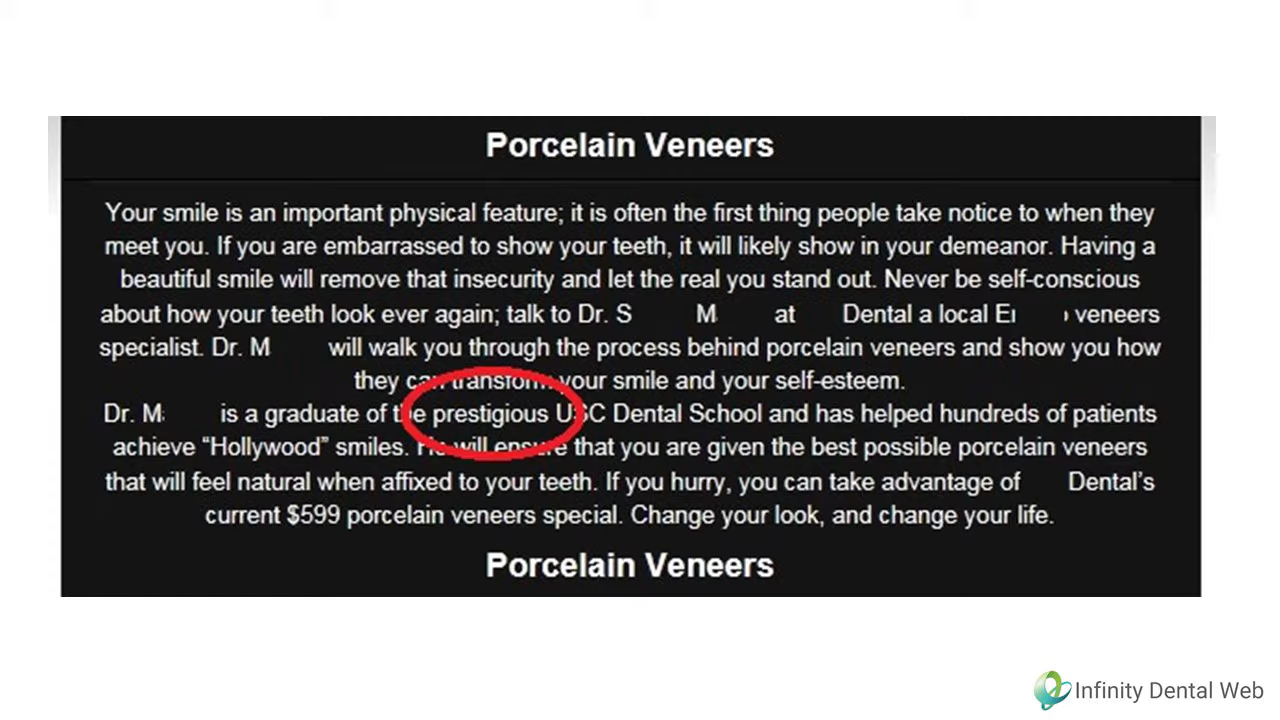 Porcelain Veneers
Your smile is an important physical feature; it is often the first thing people take notice to when they
meet you. If you are embarrassed to show your teeth, it will likely show in your demeanor. Having a
beautiful smile will remove that insecurity and let the real you stand out. Never be self-conscious
about how your teeth look ever again; talk to Dr. S M at Dental a local veneers
specialist. Dr. M will walk you through the process behind porcelain veneers and show you how
they can transform your smile and your self-esteem.
Dr. M is a graduate of the prestigious USC Dental School and has helped hundreds of patients
achieve “Hollywood” smiles. He will ensure that you are given the best possible porcelain veneers
that will feel natural when affixed to your teeth. If you hurry, you can take advantage of Dental’s
current $599 porcelain veneers special. Change your look, and change your life.
Porcelain Veneers
Infinity Dental Web